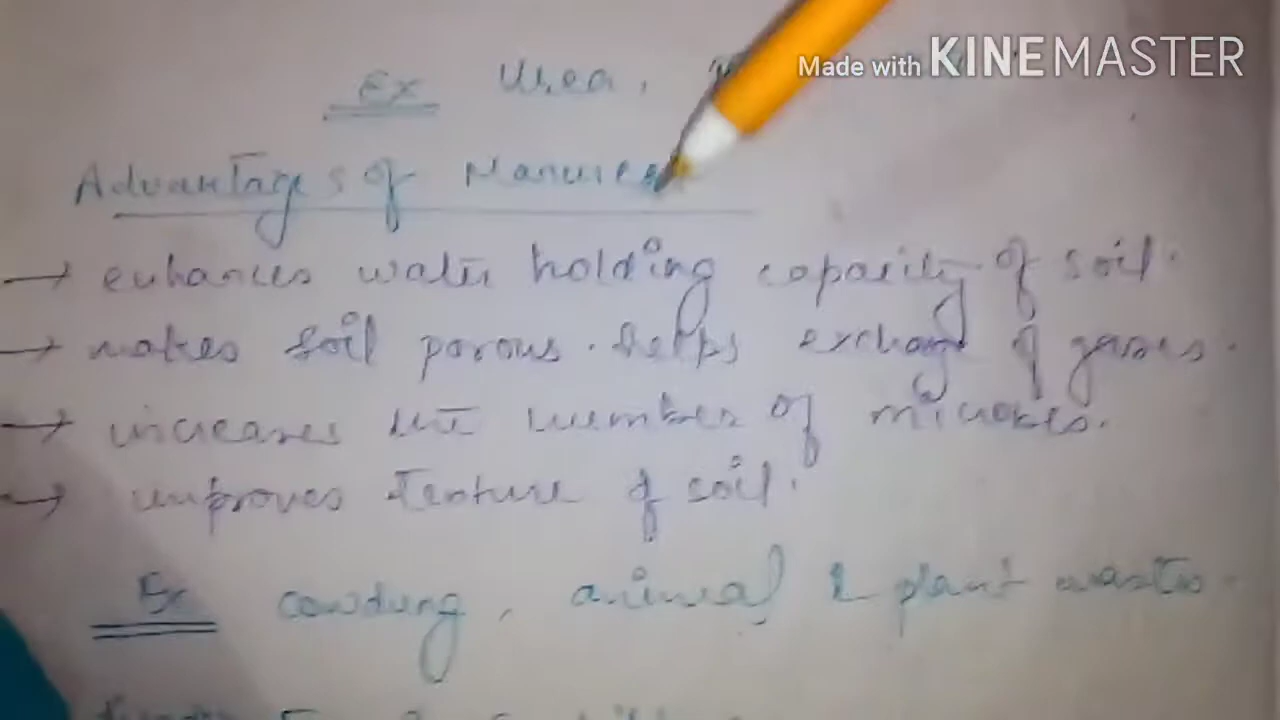 Made with KINEMASTER
Ex Urea,
Advantages of Manures
→ enhances water holding capacity of soil.
→ makes soil porous. helps exchange of gases.
→ increases the number of microbes.
→ improves texture of soil.
Ex cowdung, animal & plant wastes.